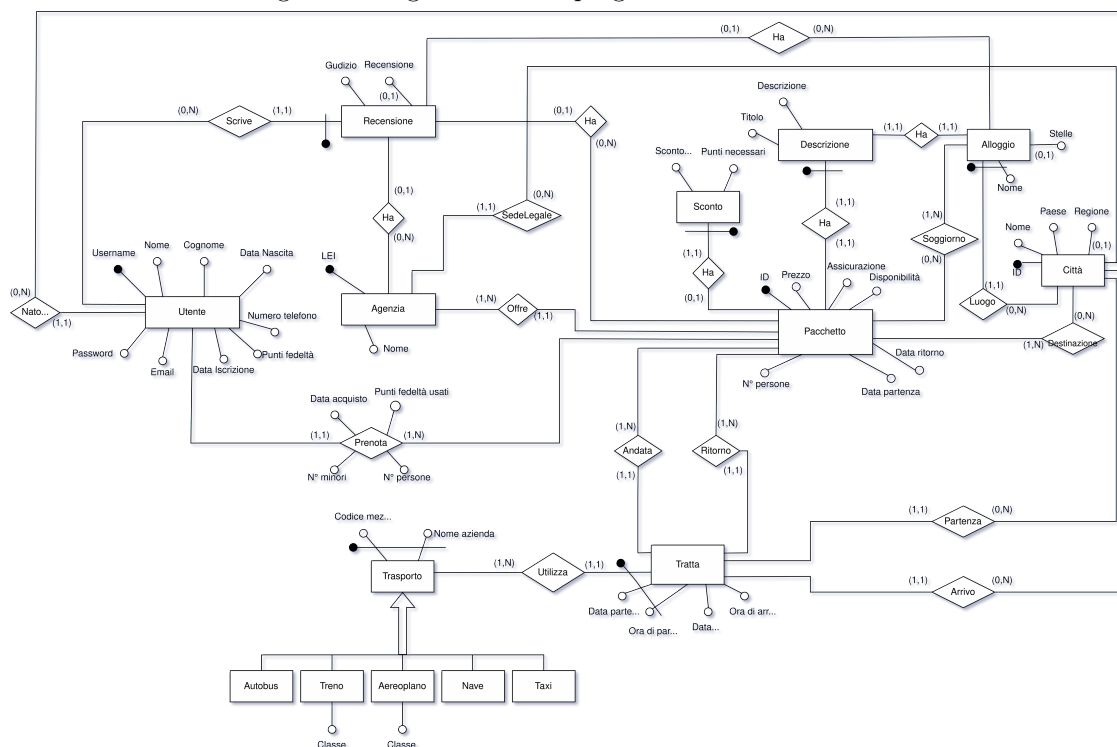 (0,1)
Ha
(0,N)
Gudizio
Recensione
(0,1)
Descrizione
(0,N)
Scrive
(1,1)
Recensione
(0,1)
Ha
(0,N)
Titolo
Descrizione
(1,1)
Ha
(1,1)
Alloggio
Stelle
(0,1)
Nome
Sconto...
Punti necessari
Sconto
(0,1)
Ha
(0,N)
(1,1)
SedeLegale
(0,N)
(1,1)
Ha
(1,1)
(1,N)
Soggiorno
(0,N)
Paese
Regione
Nome
(0,1)
ID
Città
Username
Nome
Cognome
Data Nascita
LEI
(1,1)
Ha
(0,1)
ID
Prezzo
Assicurazione
Disponibilità
(1,1)
Luogo
(0,N)
(0,N)
Nato...
(1,1)
Utente
Numero telefono
Agenzia
(1,N)
Offre
(1,1)
Pacchetto
(0,N)
(1,N)
Destinazione
Password
Email
Data Iscrizione
Punti fedeltà
Nome
N° persone
Data ritorno
Data partenza
Data acquisto
Punti fedeltà usati
(1,1)
Prenota
(1,N)
N° minori
N° persone
(1,N)
Andata
(1,1)
(1,N)
Ritorno
(1,1)
Codice mez...
Nome azienda
(1,1)
Partenza
(0,N)
Trasporto
(1,N)
Utilizza
(1,1)
Tratta
(1,1)
Arrivo
(0,N)
Data parte...
Ora di par...
Data...
Ora di arr...
Autobus
Treno
Aereoplano
Nave
Taxi
Classe
Classe